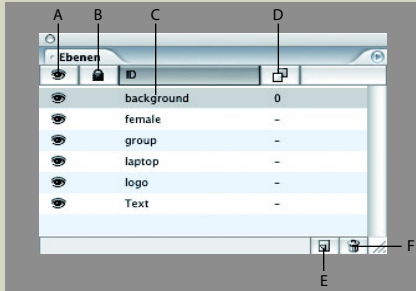 A B C D
Ebenen
ID
background 0
female -
group -
laptop -
logo -
Text -
F
E